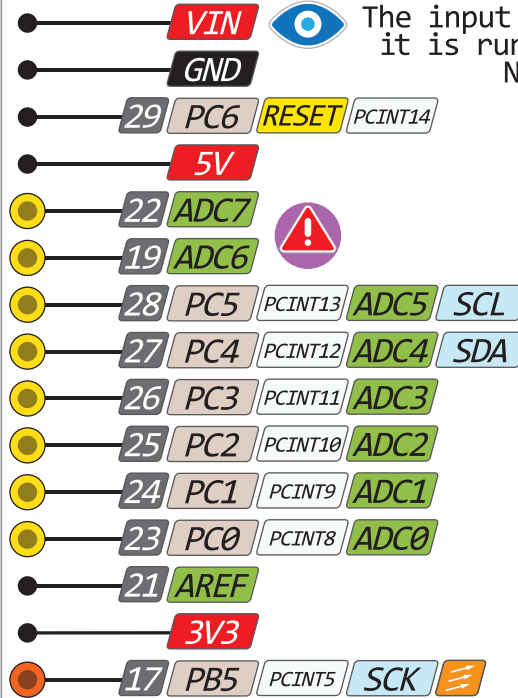 VIN The input
it is rur
GND N
29 PC6 RESET PCINT14
5V
22 ADC7
19 ADC6
28 PC5 PCINT13 ADC5 SCL
27 PC4 PCINT12 ADC4 SDA
26 PC3 PCINT11 ADC3
25 PC2 PCINT10 ADC2
24 PC1 PCINT9 ADC1
23 PC0 PCINT8 ADC0
21 AREF
3V3
17 PB5 PCINT5 SCK